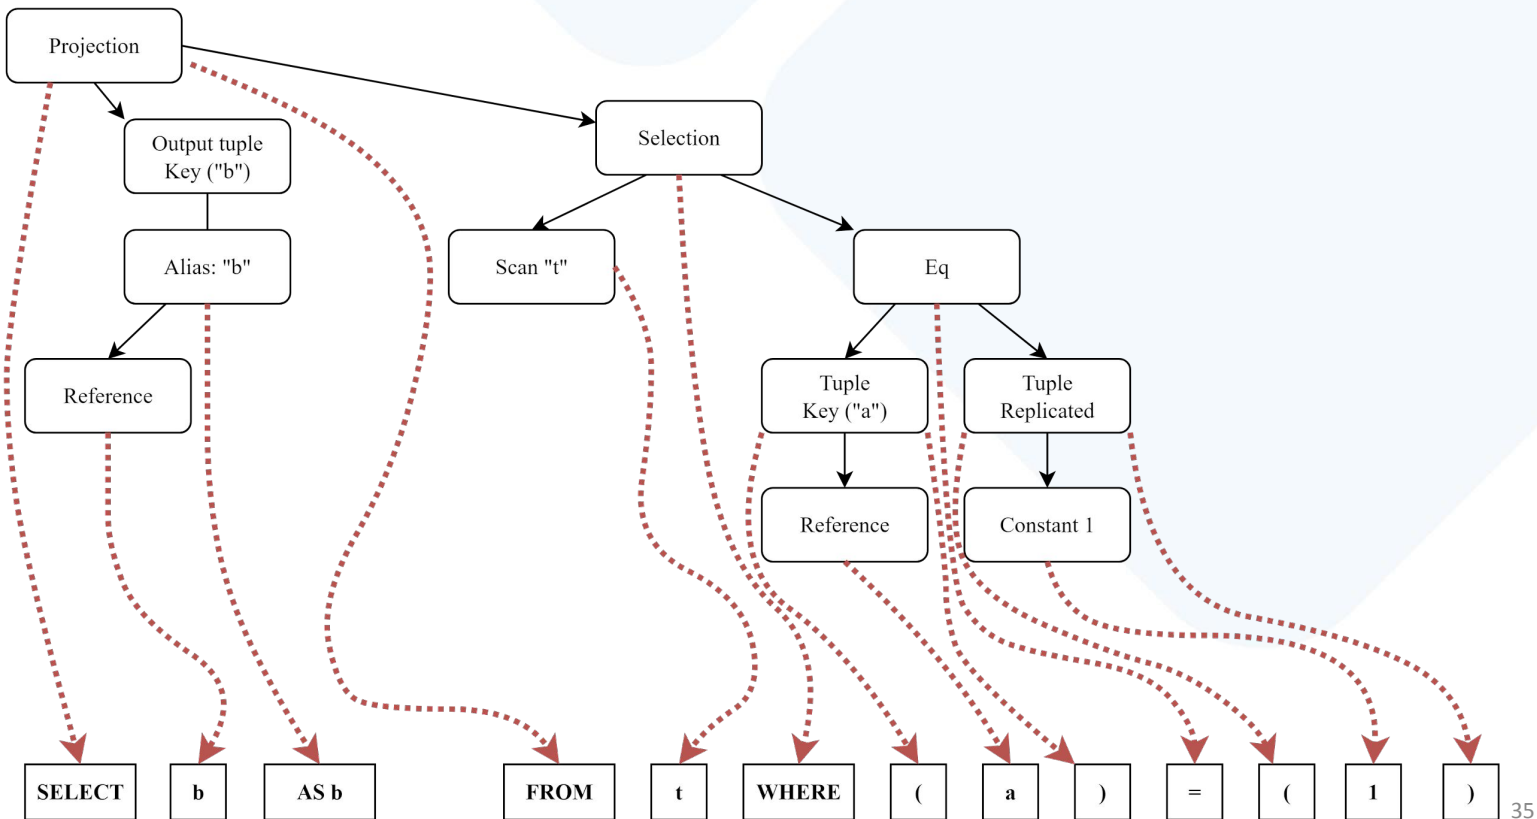 Projection
Output tuple
Key ("b")
Selection
Alias: "b"
Scan "t"
Eq
Reference
Tuple
Key ("a")
Tuple
Replicated
Reference
Constant 1
SELECT b AS b FROM t WHERE ( a ) = ( 1 )
35